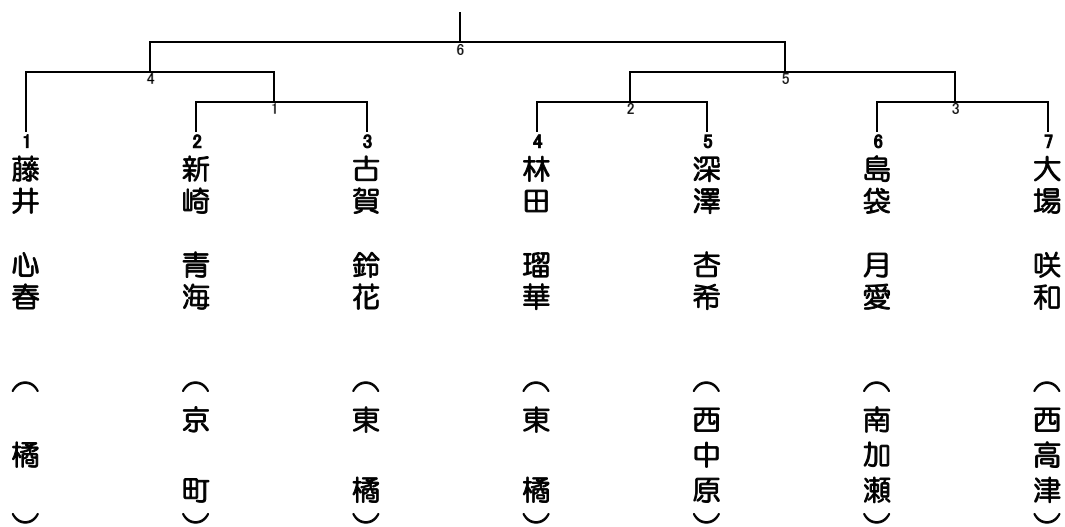 6
4
5
1
2
3
1
2
3
4
5
6
7
藤井 心春 (橘)
新崎 青海 (京町)
古賀 鈴花 (東橘)
林田 瑠華 (東橘)
深澤 杏希 (西中原)
島袋 月愛 (南加瀬)
大場 咲和 (西高津)